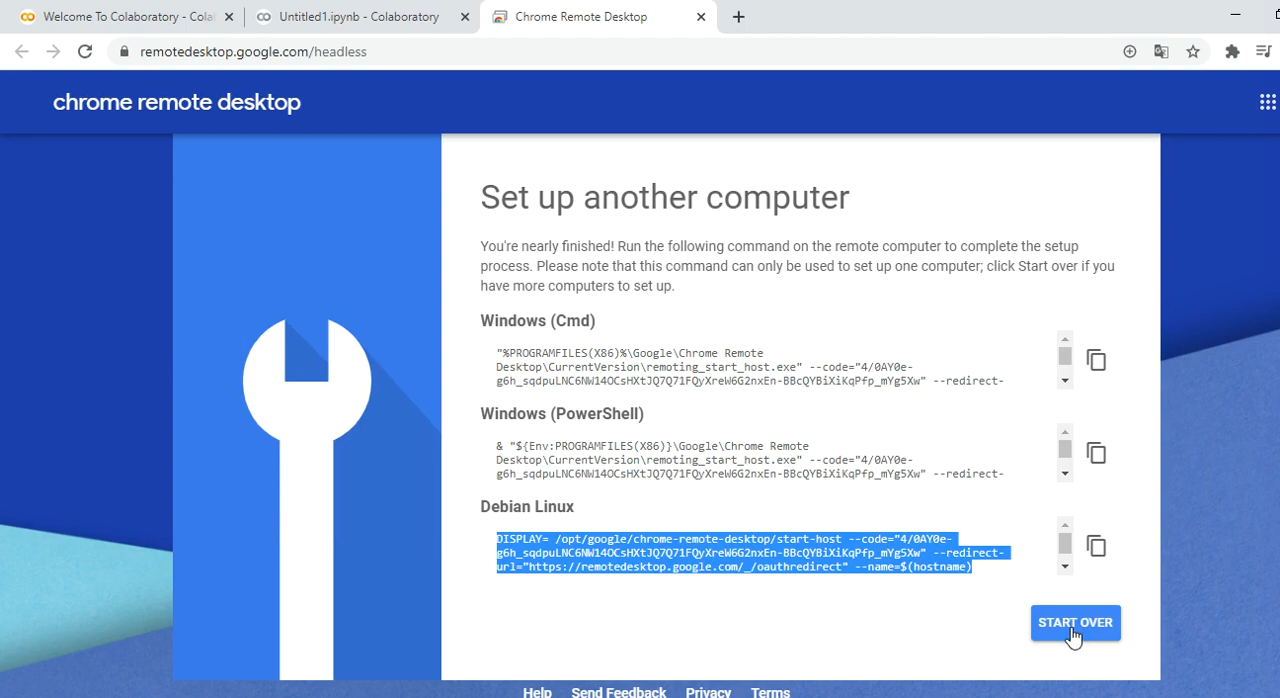 Welcome To Colaboratory - Cola
Untitled1.ipynb - Colaboratory
Chrome Remote Desktop
remotedesktop.google.com/headless
chrome remote desktop
Set up another computer
You're nearly finished! Run the following command on the remote computer to complete the setup
process. Please note that this command can only be used to set up one computer; click Start over if you
have more computers to set up.
Windows (Cmd)
"%PROGRAMFILES(X86)%\Google\Chrome Remote
Desktop\CurrentVersion\remoting_start_host.exe" --code="4/0AY0e-
g6h_sqdpuLNC6NW14OCsHXtJQ7Q71FQyXreW6G2nxEn-BBcQYBiXiKqPfp_mYg5Xw" --redirect-
Windows (PowerShell)
& "${Env:PROGRAMFILES(X86)}\Google\Chrome Remote
Desktop\CurrentVersion\remoting_start_host.exe" --code="4/0AY0e-
g6h_sqdpuLNC6NW14OCsHXtJQ7Q71FQyXreW6G2nxEn-BBcQYBiXiKqPfp_mYg5Xw" --redirect-
Debian Linux
DISPLAY= /opt/google/chrome-remote-desktop/start-host --code="4/0AY0e-
g6h_sqdpuLNC6NW14OCsHXtJQ7Q71FQyXreW6G2nxEn-BBcQYBiXiKqPfp_mYg5Xw" --redirect-
url="https://remotedesktop.google.com/_/oauthredirect" --name=$(hostname)
START OVER
Help Send Feedback Privacy Terms